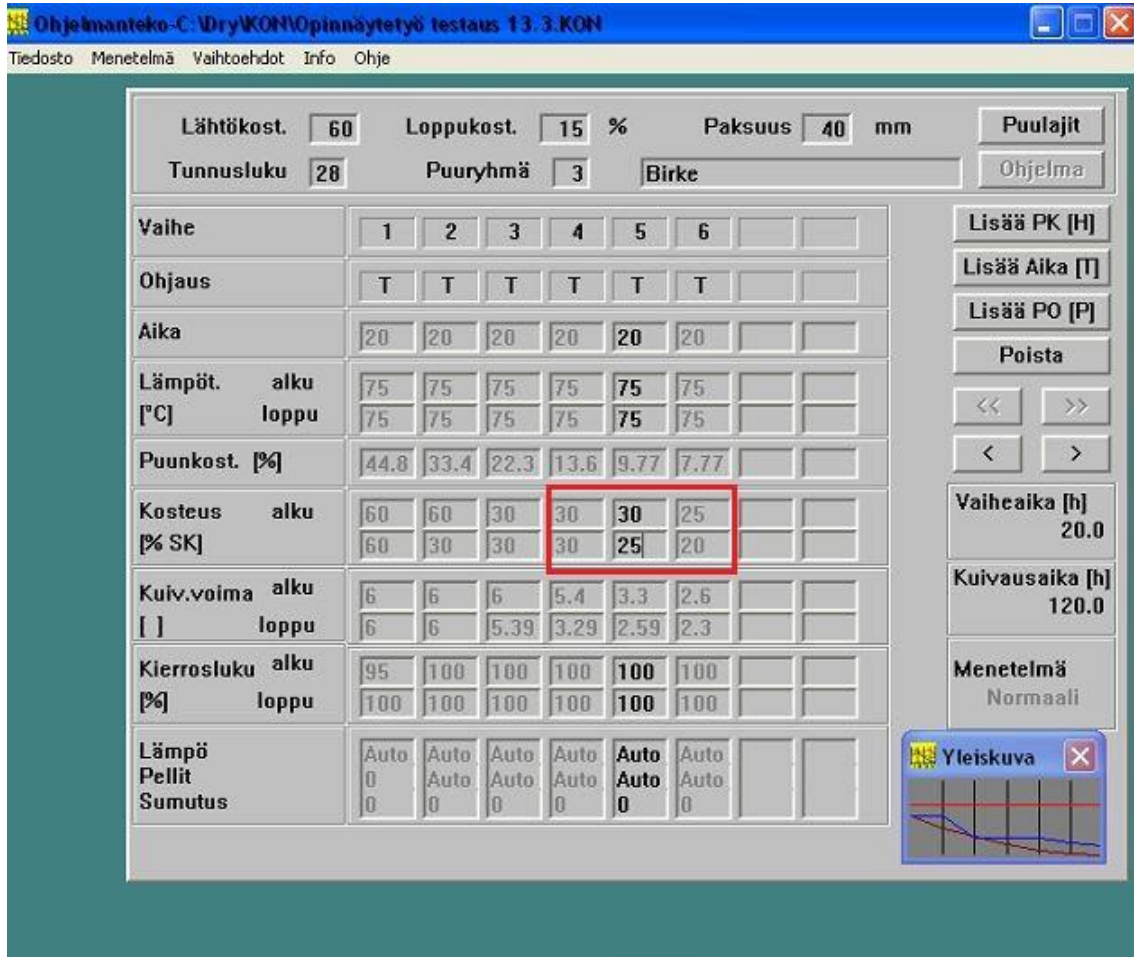 Ohjelmanteko-C:\Dry\KON\Opinnäytetyö testaus 13.3.KON
Tiedosto Menetelmä Vaihtoehdot Info Ohje
Lähtökost. 60 Loppukost. 15 % Paksuus 40 mm Puulajit
Tunnusluku 28 Puuryhmä 3 Birke Ohjelma
Vaihe 1 2 3 4 5 6 Lisää PK [H]
Ohjaus T T T T T T Lisää Aika [T]
Lisää PO [P]
Aika 20 20 20 20 20 20
Poista
Lämpöt. alku 75 75 75 75 75 75
[°C] loppu 75 75 75 75 75 75
<< >>
Puunkost. [%] 44.8 33.4 22.3 13.6 9.77 7.77
< >
Kosteus alku 60 60 30 30 30 25
[% SK] loppu 60 30 30 30 25 20
Vaiheaika [h]
20.0
Kuiv.voima alku 6 6 6 5.4 3.3 2.6
[ ] loppu 6 6 5.39 3.29 2.59 2.3
Kuivausaika [h]
120.0
Kierrosluku alku 95 100 100 100 100 100
[%] loppu 100 100 100 100 100 100
Menetelmä
Normaali
Lämpö Auto Auto Auto Auto Auto Auto
Pellit 0 Auto Auto Auto Auto Auto
Sumutus 0 0 0 0 0 0
Yleiskuva